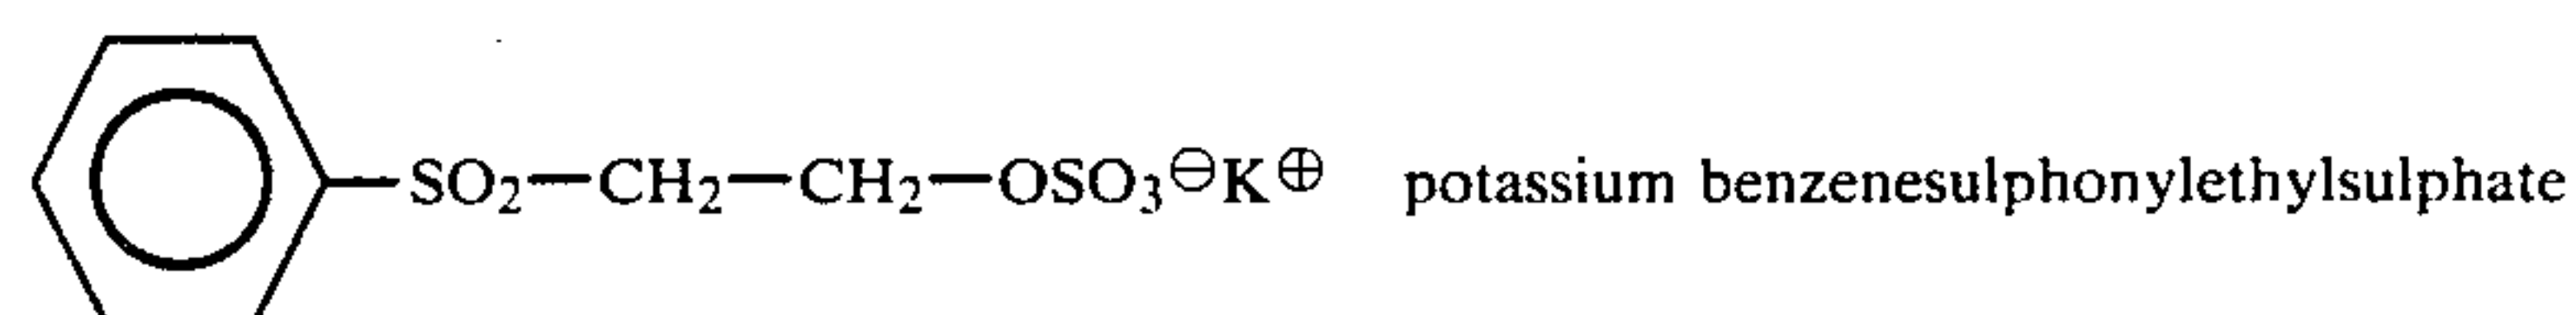 SO₂—CH₂—CH₂—OSO₃⊖K⊕ potassium benzenesulphonylethylsulphate